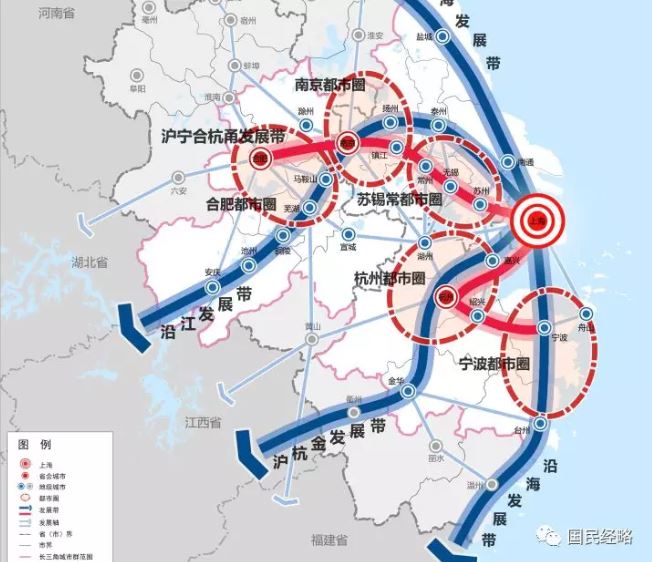 河南省
亳州
宿州
淮安
盐城
海发展带
阜阳
蚌埠
淮南
滁州
南京都市圈
扬州
泰州
沪宁合杭甬发展带
南京
镇江
合肥
常州
无锡
苏州
南通
上海
六安
马鞍山
苏锡常都市圈
合肥都市圈
芜湖
铜陵
池州
安庆
宣城
湖州
嘉兴
湖北省
杭州都市圈
杭州
绍兴
宁波
舟山
沿江发展带
黄山
宁波都市圈
金华
衢州
台州
江西省
沪杭金发展带
丽水
温州
沿海发展带
福建省
图 例
上海
省会城市
地级城市
都市圈
发展带
发展轴
省（市）界
市界
长三角城市群范围
国民经略